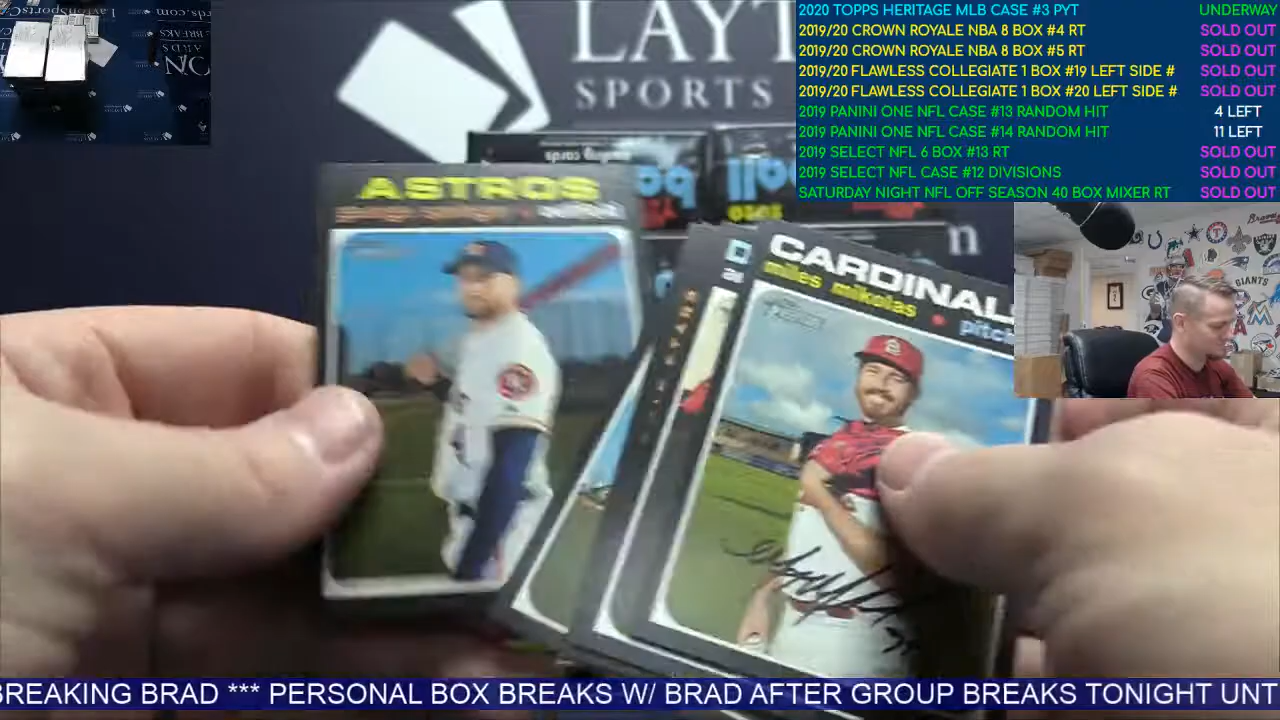 LAYT
SPORTS
2020 TOPPS HERITAGE MLB CASE #3 PYT UNDERWAY
2019/20 CROWN ROYALE NBA 8 BOX #4 RT SOLD OUT
2019/20 CROWN ROYALE NBA 8 BOX #5 RT SOLD OUT
2019/20 FLAWLESS COLLEGIATE 1 BOX #19 LEFT SIDE # SOLD OUT
2019/20 FLAWLESS COLLEGIATE 1 BOX #20 LEFT SIDE # SOLD OUT
2019 PANINI ONE NFL CASE #13 RANDOM HIT 4 LEFT
2019 PANINI ONE NFL CASE #14 RANDOM HIT 11 LEFT
2019 SELECT NFL 6 BOX #13 RT SOLD OUT
2019 SELECT NFL CASE #12 DIVISIONS SOLD OUT
SATURDAY NIGHT NFL OFF SEASON 40 BOX MIXER RT SOLD OUT
ASTROS
CARDINAL
miles mikolas pitc
GIANTS
BREAKING BRAD *** PERSONAL BOX BREAKS W/ BRAD AFTER GROUP BREAKS TONIGHT UNT